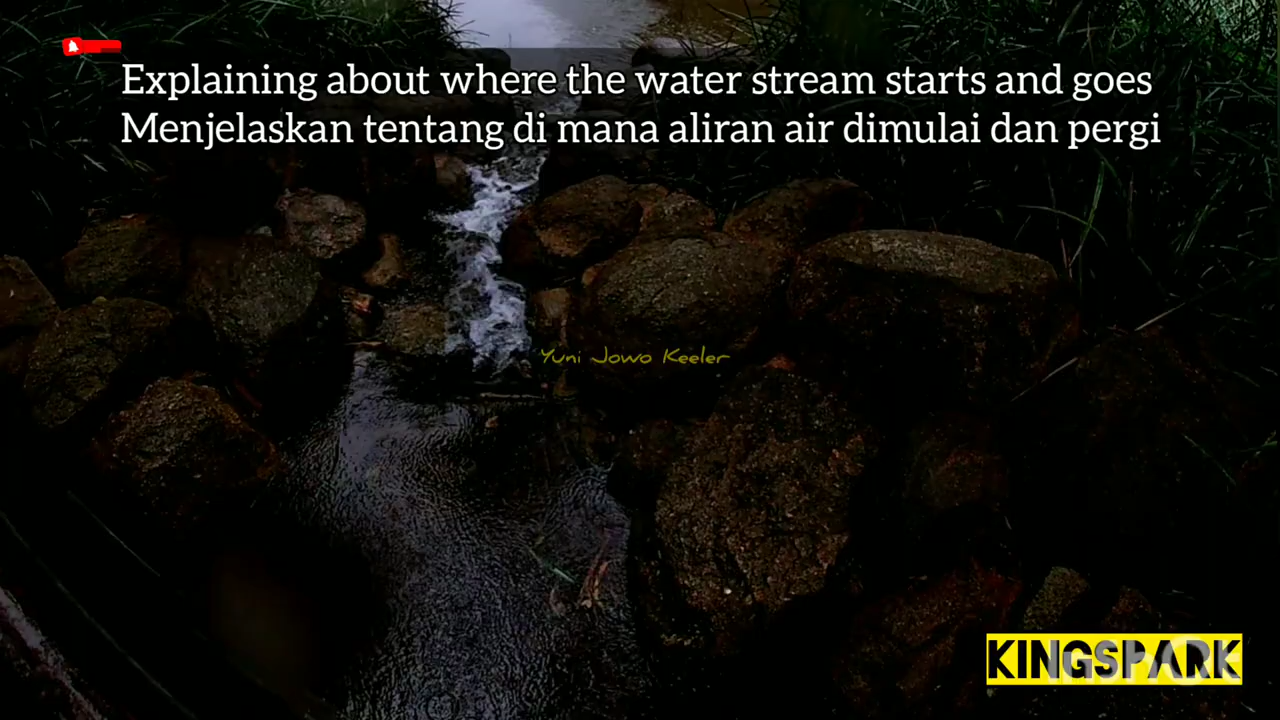 Explaining about where the water stream starts and goes
Menjelaskan tentang di mana aliran air dimulai dan pergi
Yuni Jowo Keeler
KINGSPARK